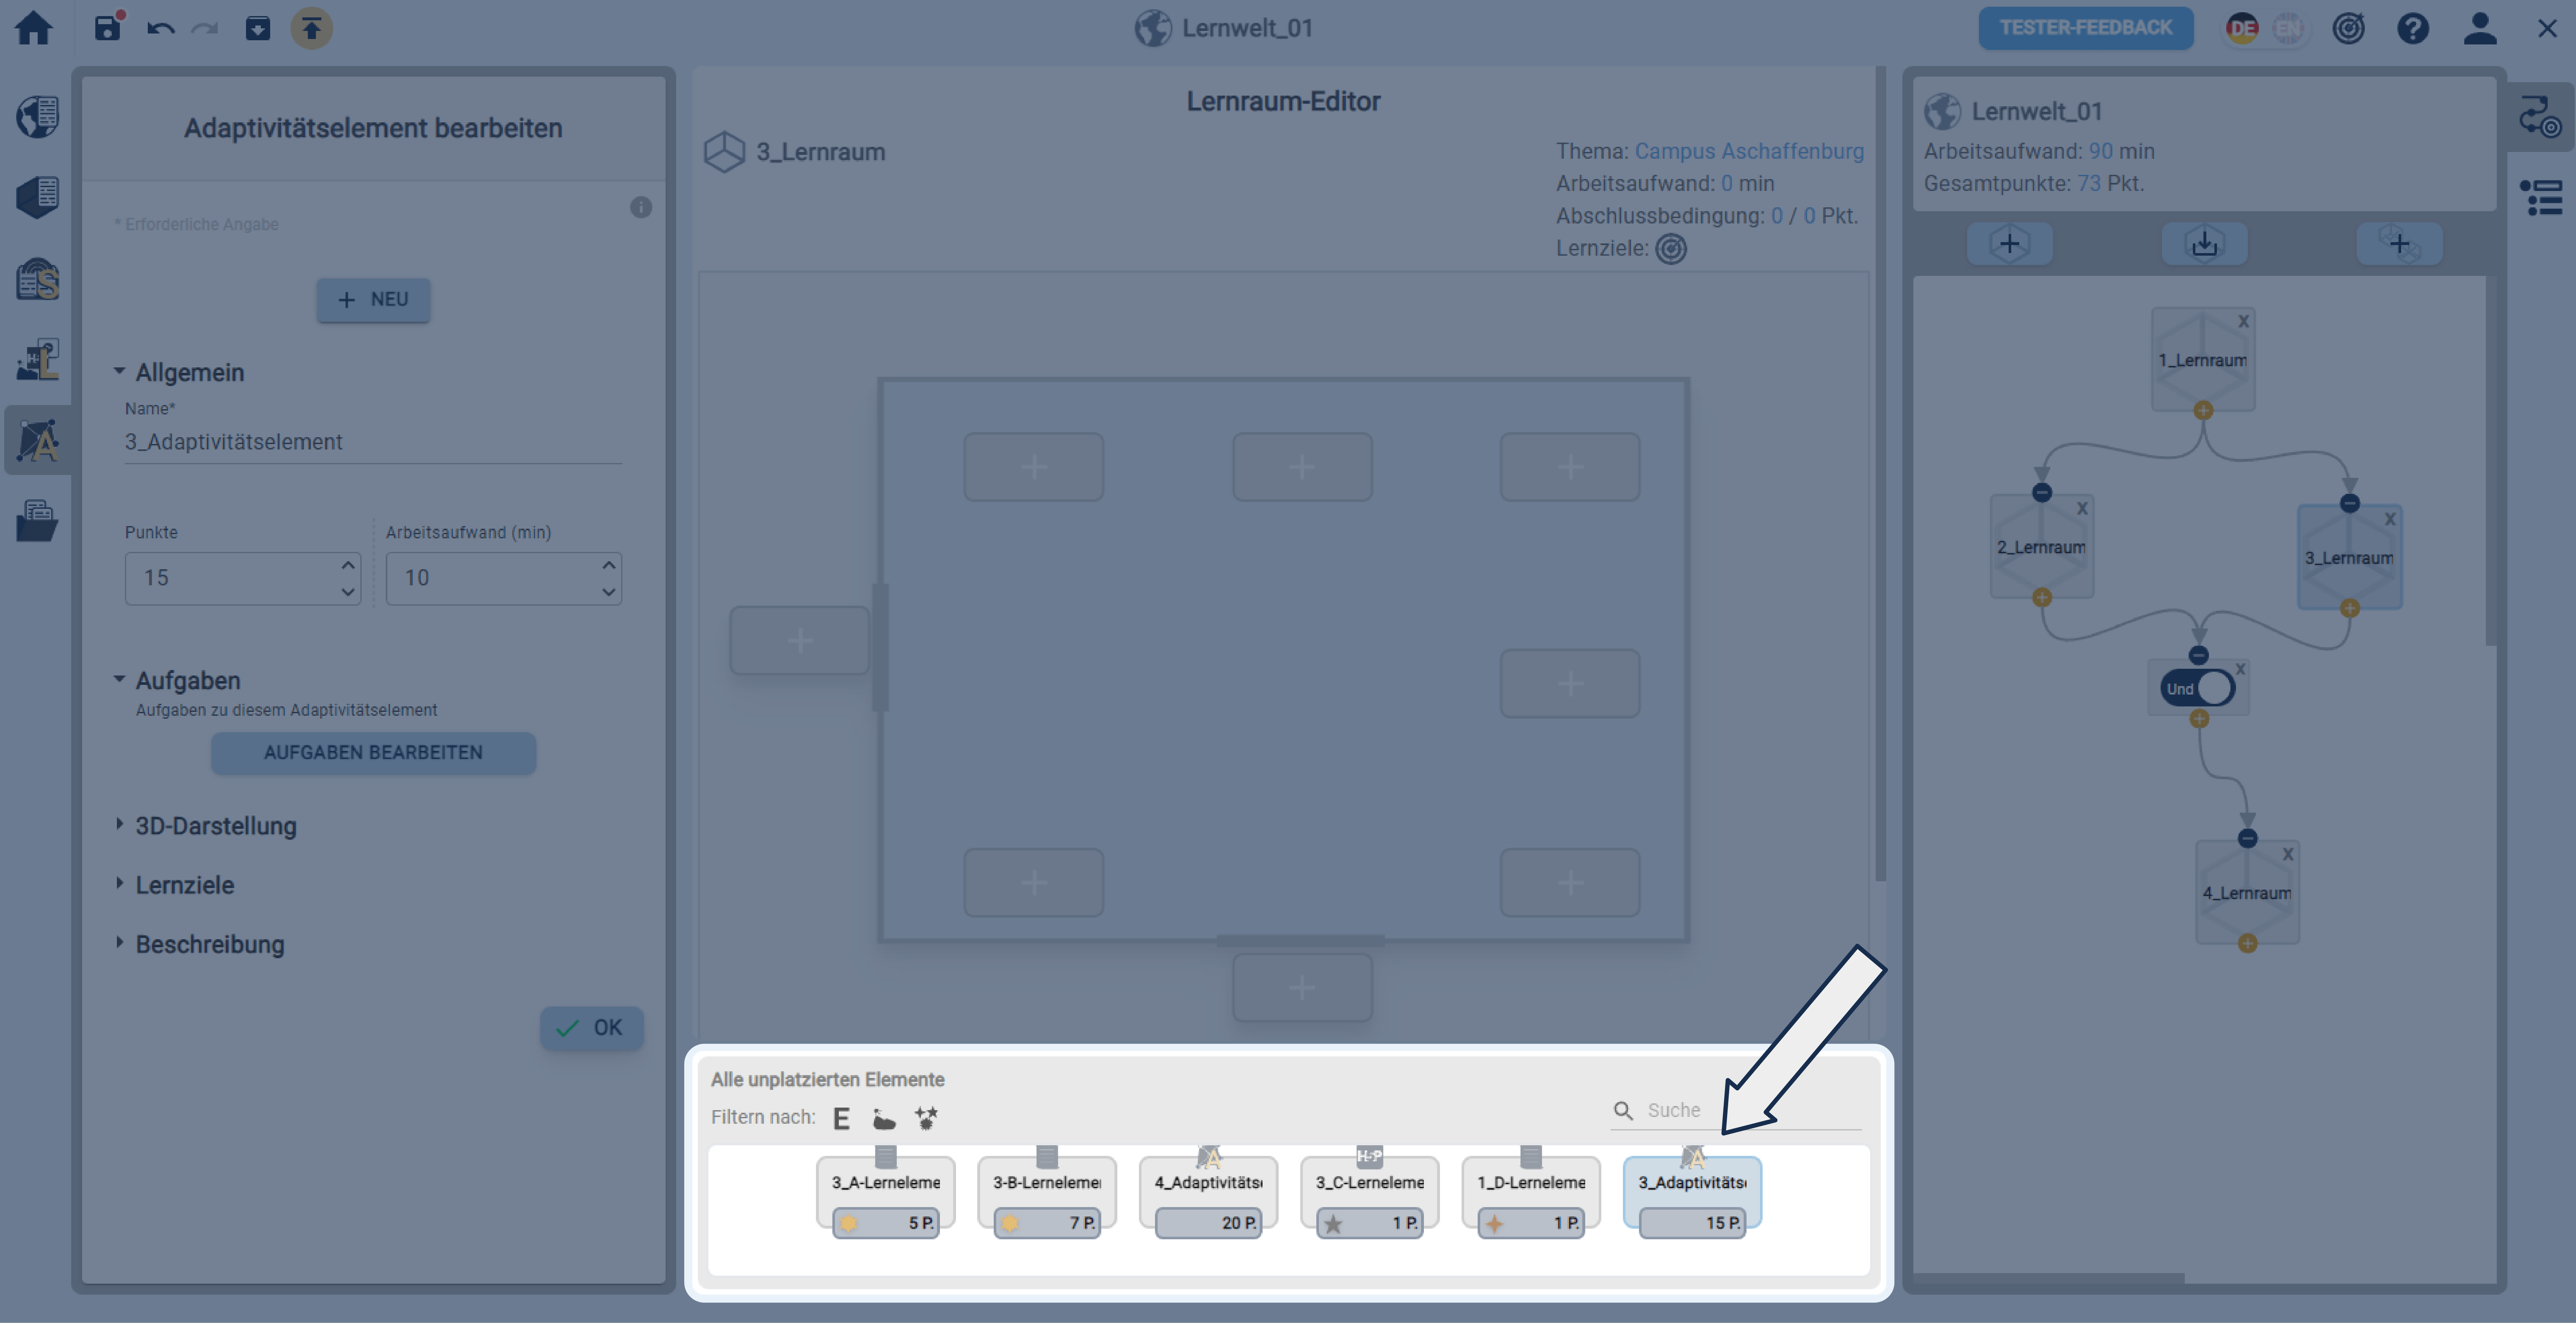 Lernwelt_01
TESTER-FEEDBACK
DE
EN
Adaptivitätselement bearbeiten
* Erforderliche Angabe
+ NEU
Allgemein
Name*
3_Adaptivitätselement
Punkte
Arbeitsaufwand (min)
15
10
Aufgaben
Aufgaben zu diesem Adaptivitätselement
AUFGABEN BEARBEITEN
3D-Darstellung
Lernziele
Beschreibung
OK
Lernraum-Editor
3_Lernraum
Thema: Campus Aschaffenburg
Arbeitsaufwand: 0 min
Abschlussbedingung: 0 / 0 Pkt.
Lernziele:
Alle unplatzierten Elemente
Filtern nach: E
Suche
3_A-Lerneleme
5 P.
3-B-Lerneleme
7 P.
A
4_Adaptivitäts
20 P.
H-P
3_C-Lerneleme
1 P.
1_D-Lerneleme
1 P.
A
3_Adaptivitäts
15 P.
Lernwelt_01
Arbeitsaufwand: 90 min
Gesamtpunkte: 73 Pkt.
X
1_Lernraum
X
2_Lernraum
X
3_Lernraum
X
Und
X
4_Lernraum